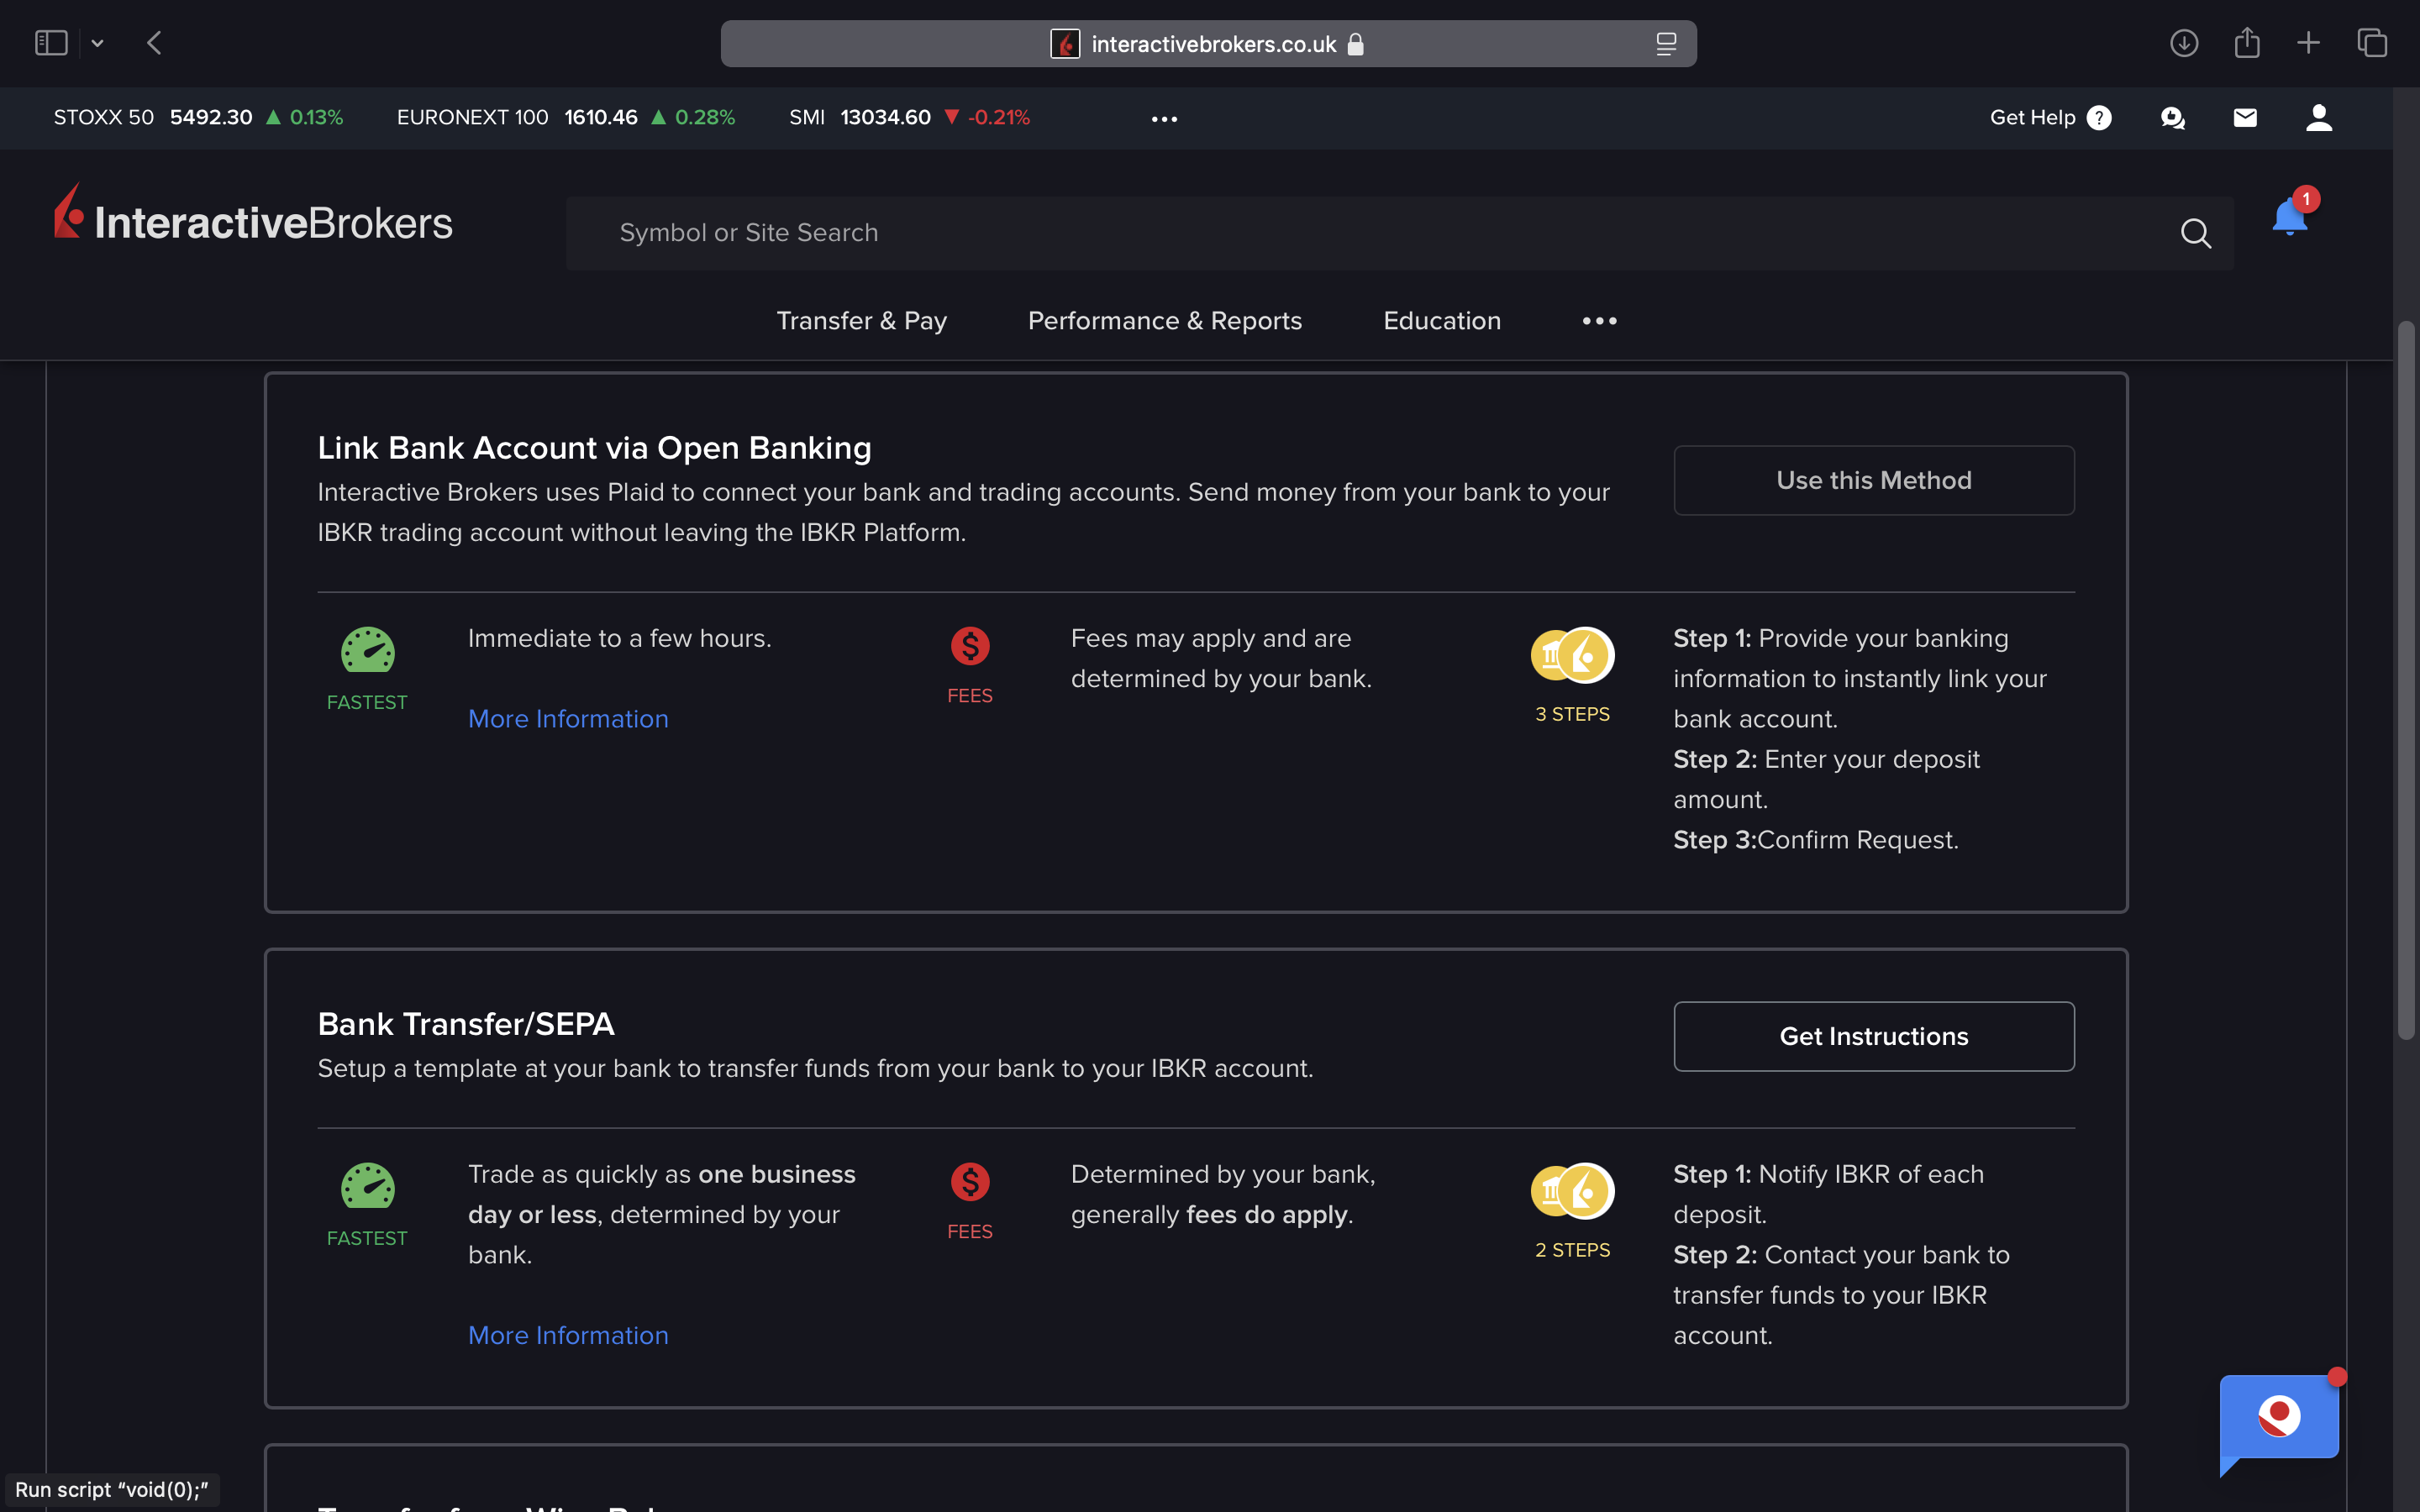 interactivebrokers.co.uk
STOXX 50 5492.30 ▲ 0.13% EURONEXT 100 1610.46 ▲ 0.28% SMI 13034.60 ▼ -0.21% ••• Get Help ?
InteractiveBrokers
Symbol or Site Search
1
Transfer & Pay Performance & Reports Education •••
Link Bank Account via Open Banking
Use this Method
Interactive Brokers uses Plaid to connect your bank and trading accounts. Send money from your bank to your
IBKR trading account without leaving the IBKR Platform.
FASTEST
Immediate to a few hours.
More Information
$
FEES
Fees may apply and are
determined by your bank.
3 STEPS
Step 1: Provide your banking
information to instantly link your
bank account.
Step 2: Enter your deposit
amount.
Step 3:Confirm Request.
Bank Transfer/SEPA
Get Instructions
Setup a template at your bank to transfer funds from your bank to your IBKR account.
FASTEST
Trade as quickly as one business
day or less, determined by your
bank.
More Information
$
FEES
Determined by your bank,
generally fees do apply.
2 STEPS
Step 1: Notify IBKR of each
deposit.
Step 2: Contact your bank to
transfer funds to your IBKR
account.
Run script “void(0);”